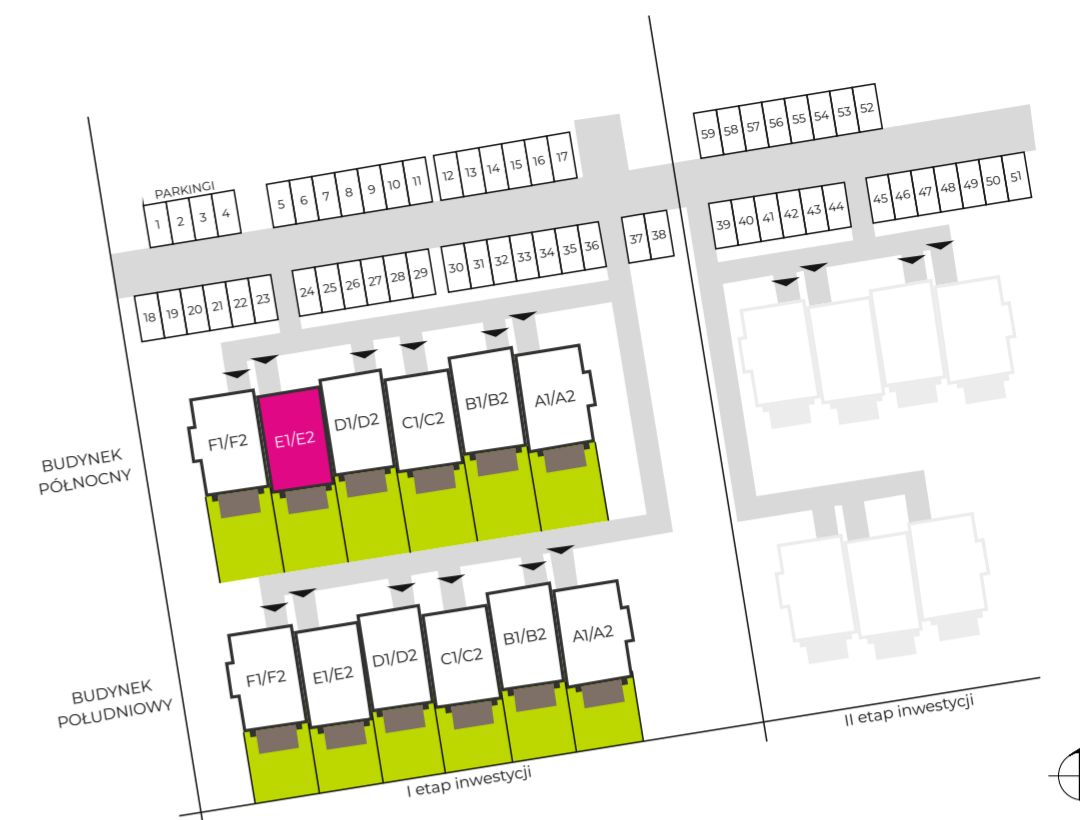 59 58 57 56 55 54 53 52
12 13 14 15 16 17
5 6 7 8 9 10 11
PARKINGI
1 2 3 4
45 46 47 48 49 50 51
39 40 41 42 43 44
37 38
30 31 32 33 34 35 36
24 25 26 27 28 29
18 19 20 21 22 23
F1/F2 E1/E2 D1/D2 C1/C2 B1/B2 A1/A2
BUDYNEK
PÓŁNOCNY
F1/F2 E1/E2 D1/D2 C1/C2 B1/B2 A1/A2
BUDYNEK
POŁUDNIOWY
I etap inwestycji
II etap inwestycji